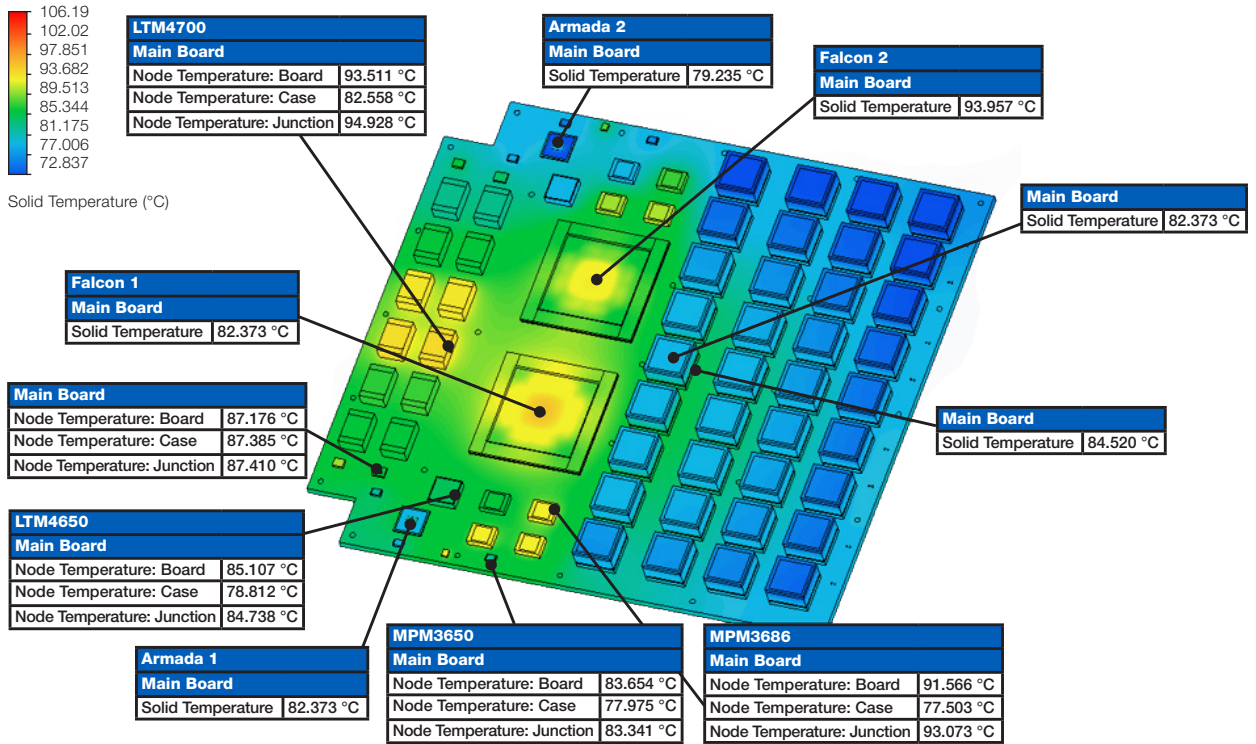 106.19
102.02
97.851
93.682
89.513
85.344
81.175
77.006
72.837
Solid Temperature (°C)
LTM4700
Main Board
Node Temperature: Board 93.511 °C
Node Temperature: Case 82.558 °C
Node Temperature: Junction 94.928 °C
Armada 2
Main Board
Solid Temperature 79.235 °C
Falcon 2
Main Board
Solid Temperature 93.957 °C
Main Board
Solid Temperature 82.373 °C
Falcon 1
Main Board
Solid Temperature 82.373 °C
Main Board
Node Temperature: Board 87.176 °C
Node Temperature: Case 87.385 °C
Node Temperature: Junction 87.410 °C
Main Board
Solid Temperature 84.520 °C
LTM4650
Main Board
Node Temperature: Board 85.107 °C
Node Temperature: Case 78.812 °C
Node Temperature: Junction 84.738 °C
Armada 1
Main Board
Solid Temperature 82.373 °C
MPM3650
Main Board
Node Temperature: Board 83.654 °C
Node Temperature: Case 77.975 °C
Node Temperature: Junction 83.341 °C
MPM3686
Main Board
Node Temperature: Board 91.566 °C
Node Temperature: Case 77.503 °C
Node Temperature: Junction 93.073 °C